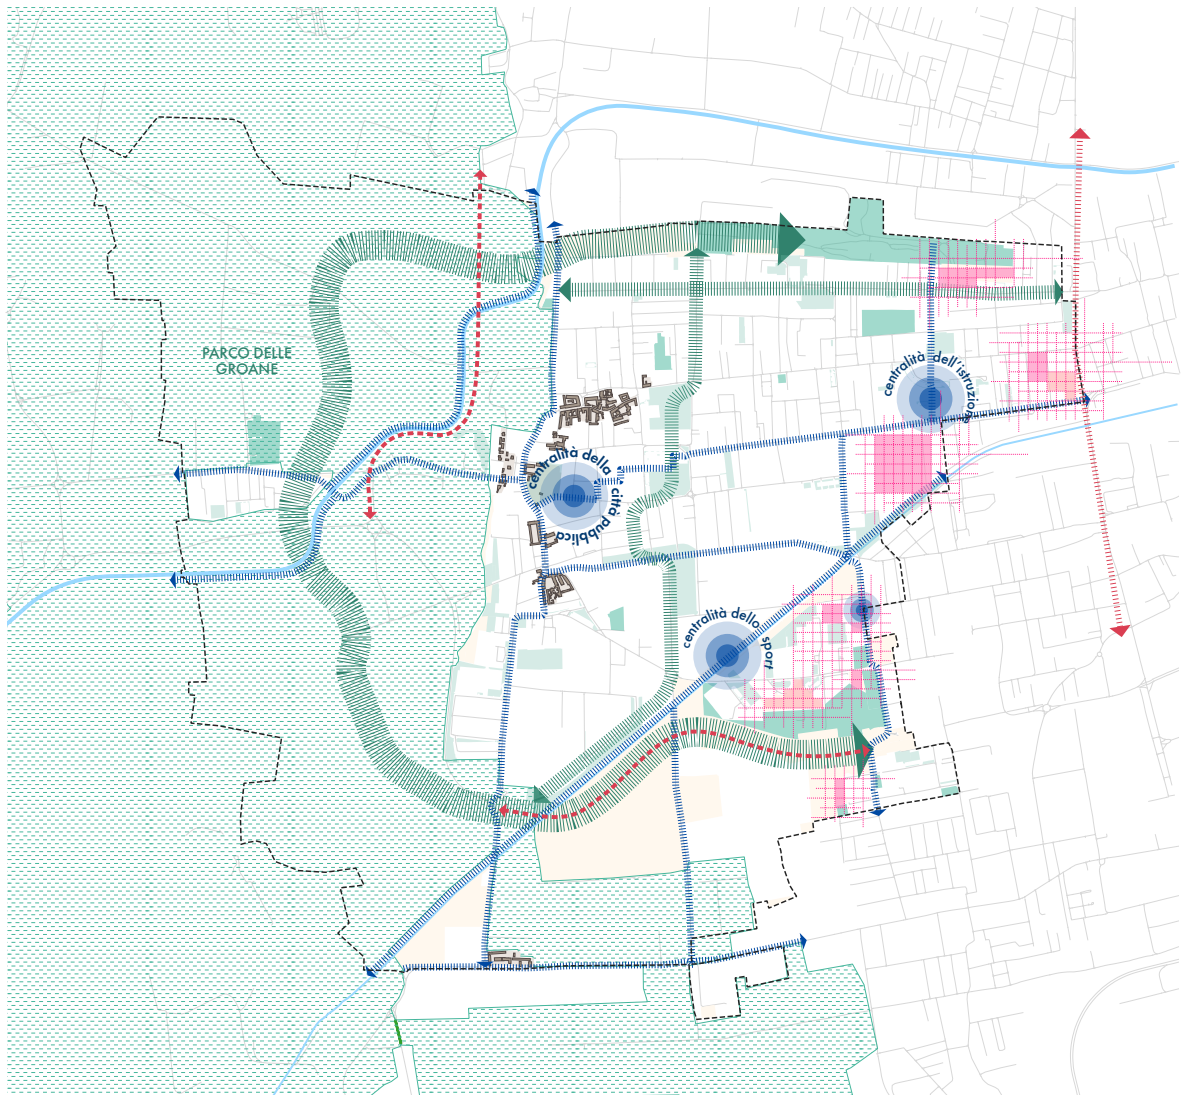 PARCO DELLE
GROANE
centralità dell'istruzione
centralità della
città pubblica
centralità dello sport